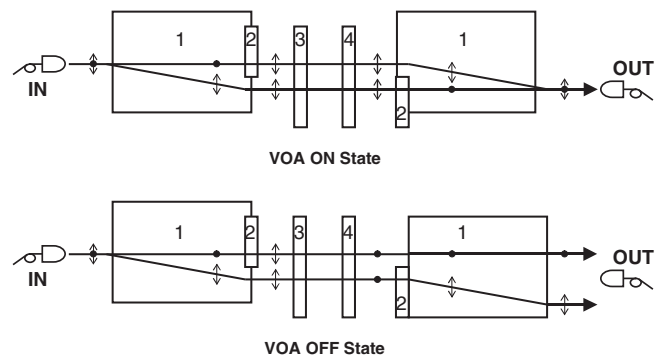 1 2 3 4 1
IN OUT
2
VOA ON State
1 2 3 4 1
IN OUT
2
VOA OFF State